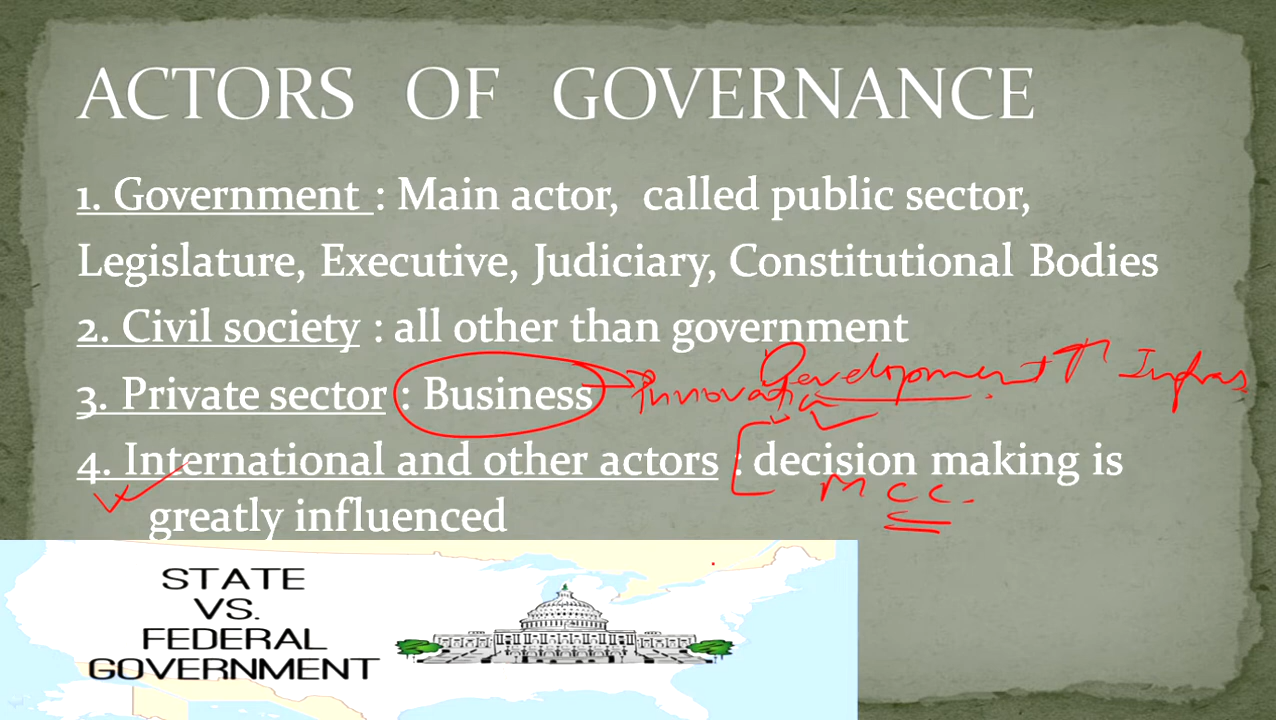 ACTORS OF GOVERNANCE
1. Government : Main actor, called public sector,
Legislature, Executive, Judiciary, Constitutional Bodies
2. Civil society : all other than government
Development Infras
3. Private sector : Business
4. International and other actors : decision making is
MCC.
greatly influenced
STATE
VS.
FEDERAL
GOVERNMENT